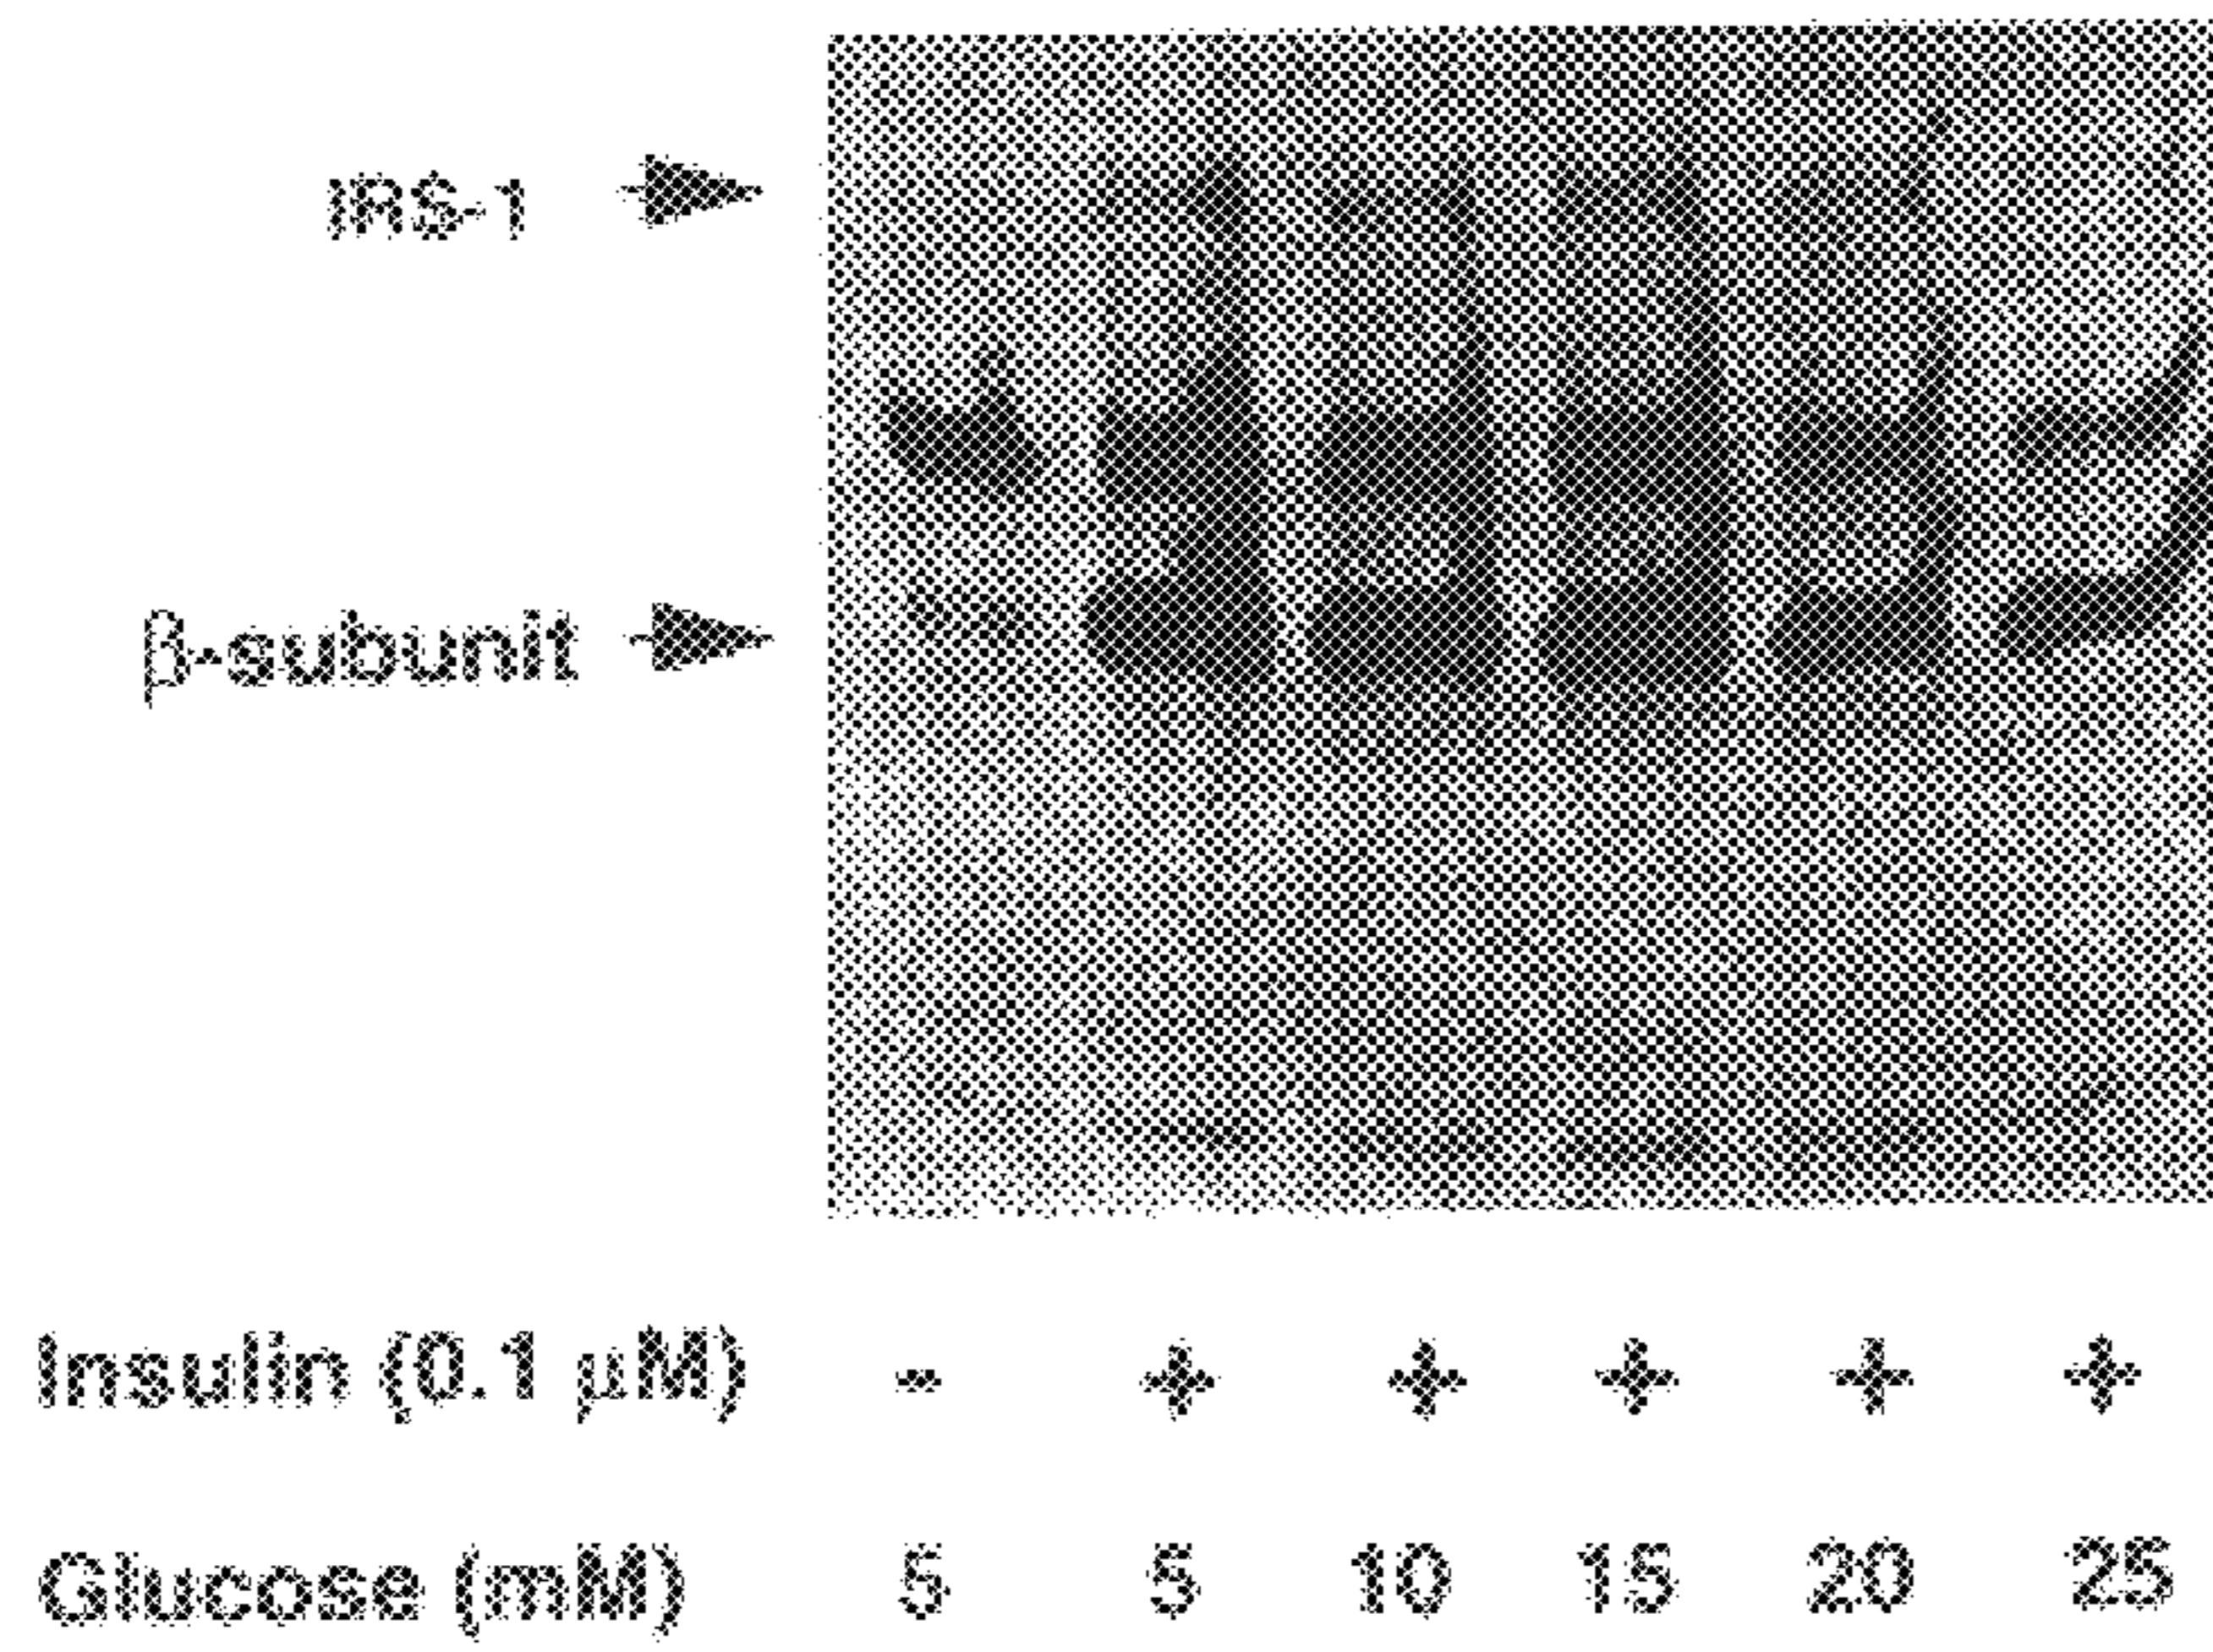 IRS-1
β-subunit
Insulin (0.1 µM) - + + + + +
Glucose (mM) 5 5 10 15 20 25